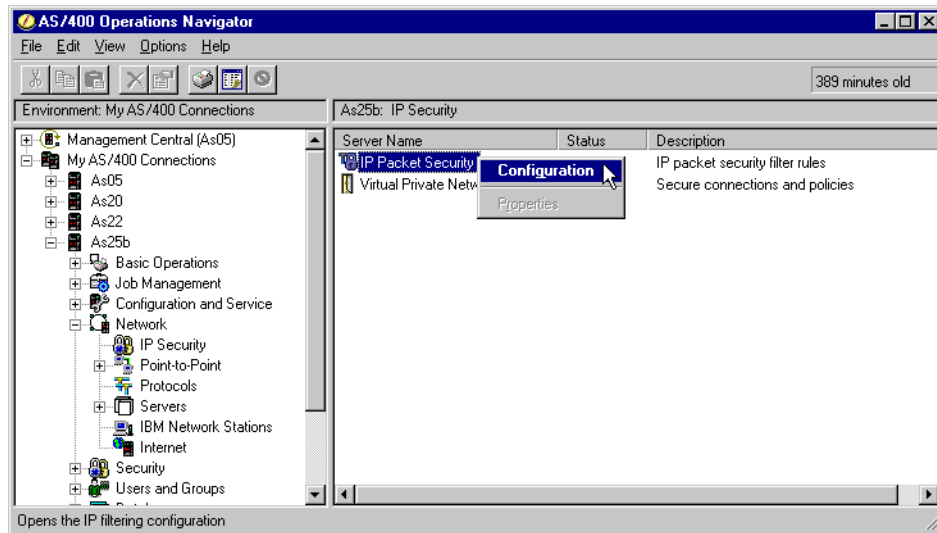 AS/400 Operations Navigator
File Edit View Options Help
389 minutes old
Environment: My AS/400 Connections
As25b: IP Security
Management Central (As05)
My AS/400 Connections
As05
As20
As22
As25b
Basic Operations
Job Management
Configuration and Service
Network
IP Security
Point-to-Point
Protocols
Servers
IBM Network Stations
Internet
Security
Users and Groups
Server Name Status Description
IP Packet Security IP packet security filter rules
Virtual Private Netw Secure connections and policies
Configuration
Properties
Opens the IP filtering configuration